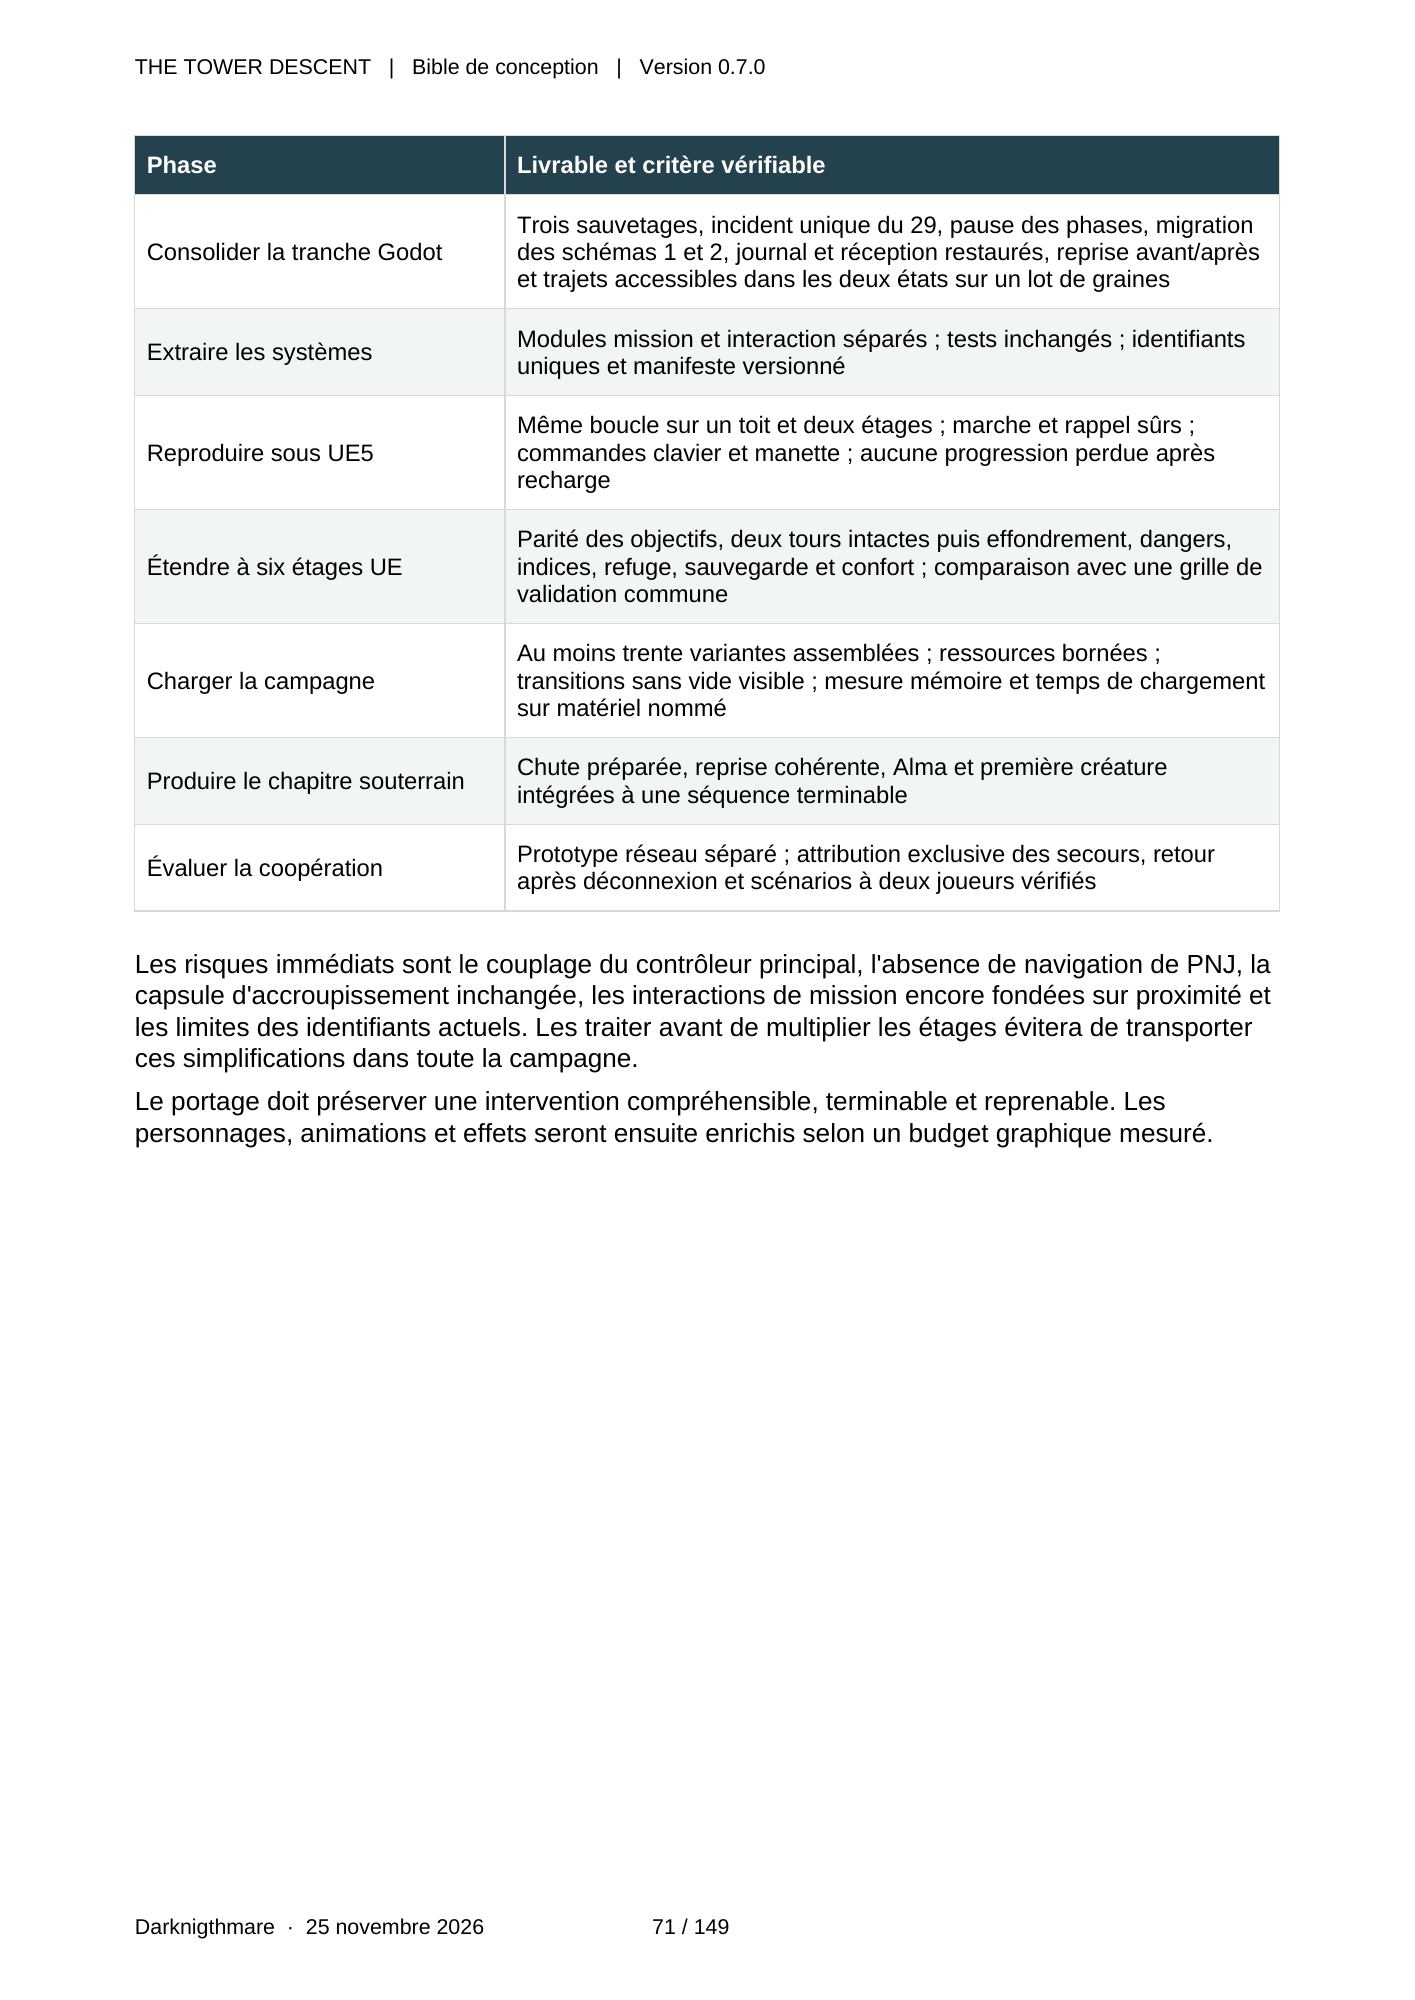 THE TOWER DESCENT | Bible de conception | Version 0.7.0
Phase
Livrable et critère vérifiable
Consolider la tranche Godot
Trois sauvetages, incident unique du 29, pause des phases, migration
des schémas 1 et 2, journal et réception restaurés, reprise avant/après
et trajets accessibles dans les deux états sur un lot de graines
Extraire les systèmes
Modules mission et interaction séparés ; tests inchangés ; identifiants
uniques et manifeste versionné
Reproduire sous UE5
Même boucle sur un toit et deux étages ; marche et rappel sûrs ;
commandes clavier et manette ; aucune progression perdue après
recharge
Étendre à six étages UE
Parité des objectifs, deux tours intactes puis effondrement, dangers,
indices, refuge, sauvegarde et confort ; comparaison avec une grille de
validation commune
Charger la campagne
Au moins trente variantes assemblées ; ressources bornées ;
transitions sans vide visible ; mesure mémoire et temps de chargement
sur matériel nommé
Produire le chapitre souterrain
Chute préparée, reprise cohérente, Alma et première créature
intégrées à une séquence terminable
Évaluer la coopération
Prototype réseau séparé ; attribution exclusive des secours, retour
après déconnexion et scénarios à deux joueurs vérifiés
Les risques immédiats sont le couplage du contrôleur principal, l'absence de navigation de PNJ, la
capsule d'accroupissement inchangée, les interactions de mission encore fondées sur proximité et
les limites des identifiants actuels. Les traiter avant de multiplier les étages évitera de transporter
ces simplifications dans toute la campagne.
Le portage doit préserver une intervention compréhensible, terminable et reprenable. Les
personnages, animations et effets seront ensuite enrichis selon un budget graphique mesuré.
Darknigthmare · 25 novembre 2026
71 / 149